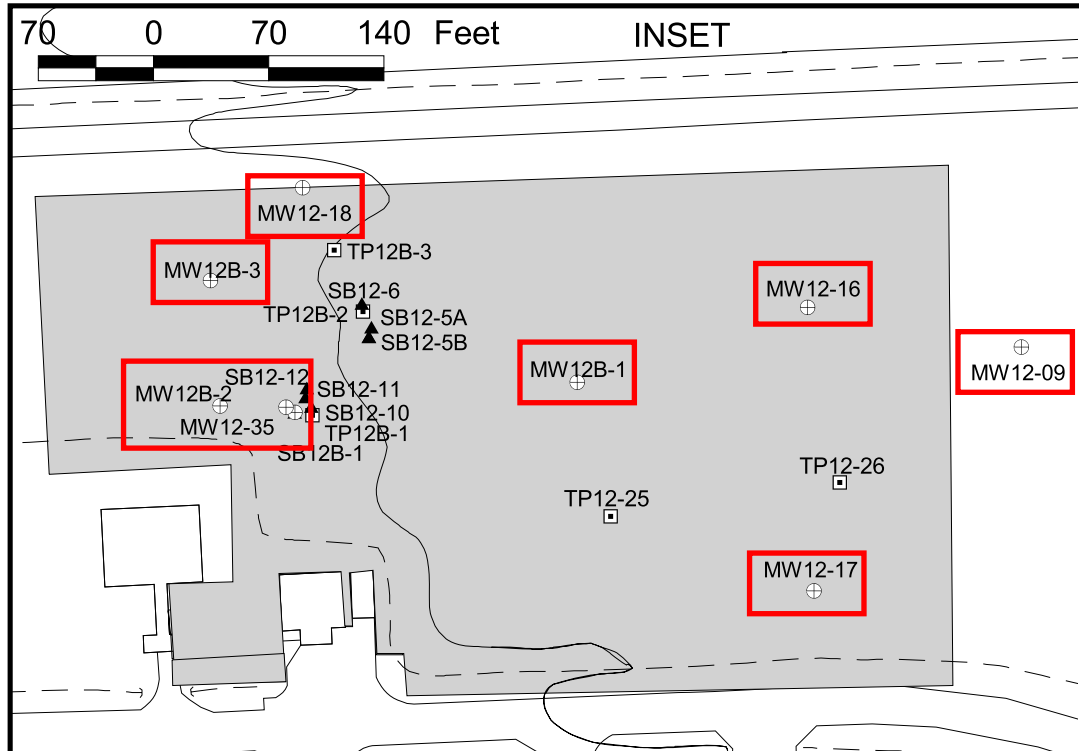 70 0 70 140 Feet INSET
MW12-18
TP12B-3
MW12B-3
SB12-6
TP12B-2
SB12-5A
SB12-5B
MW12-16
MW12-09
MW12B-1
SB12-12
MW12B-2
SB12-11
SB12-10
MW12-35
TP12B-1
SB12B-1
TP12-26
TP12-25
MW12-17